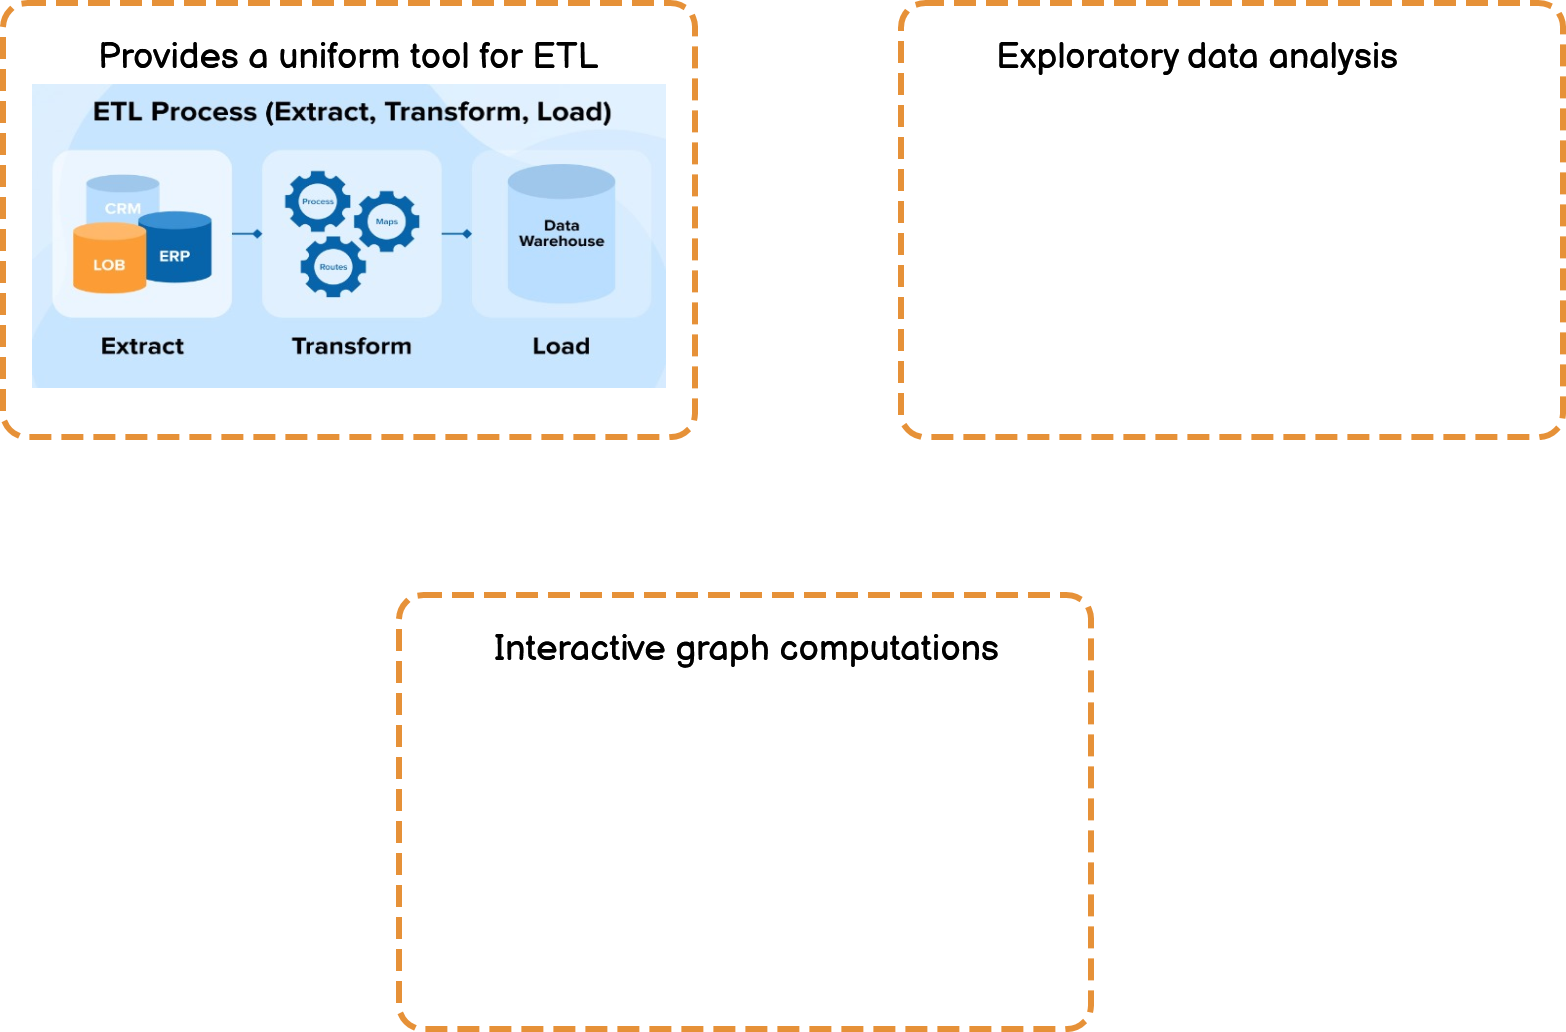 Provides a uniform tool for ETL
ETL Process (Extract, Transform, Load)
CRM
LOB
ERP
Process
Maps
Routes
Data
Warehouse
Extract
Transform
Load
Exploratory data analysis
Interactive graph computations